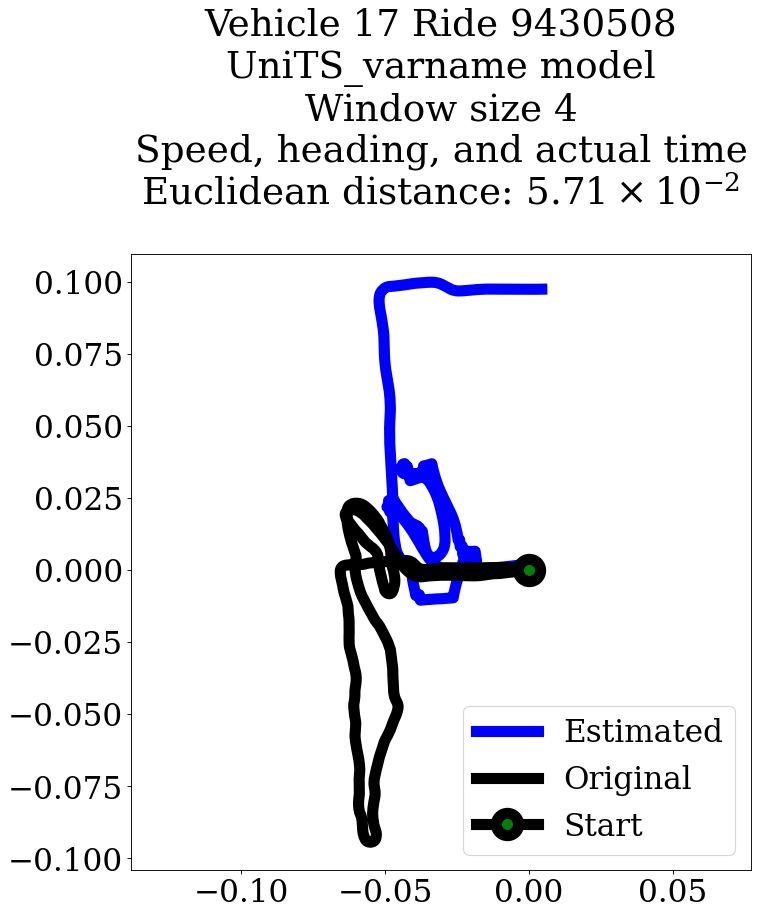 Vehicle 17 Ride 9430508
UniTS_varname model
Window size 4
Speed, heading, and actual time
Euclidean distance: 5.71 × 10⁻²
0.100
0.075
0.050
0.025
0.000
−0.025
−0.050
−0.075
−0.100
−0.10 −0.05 0.00 0.05
Estimated
Original
Start